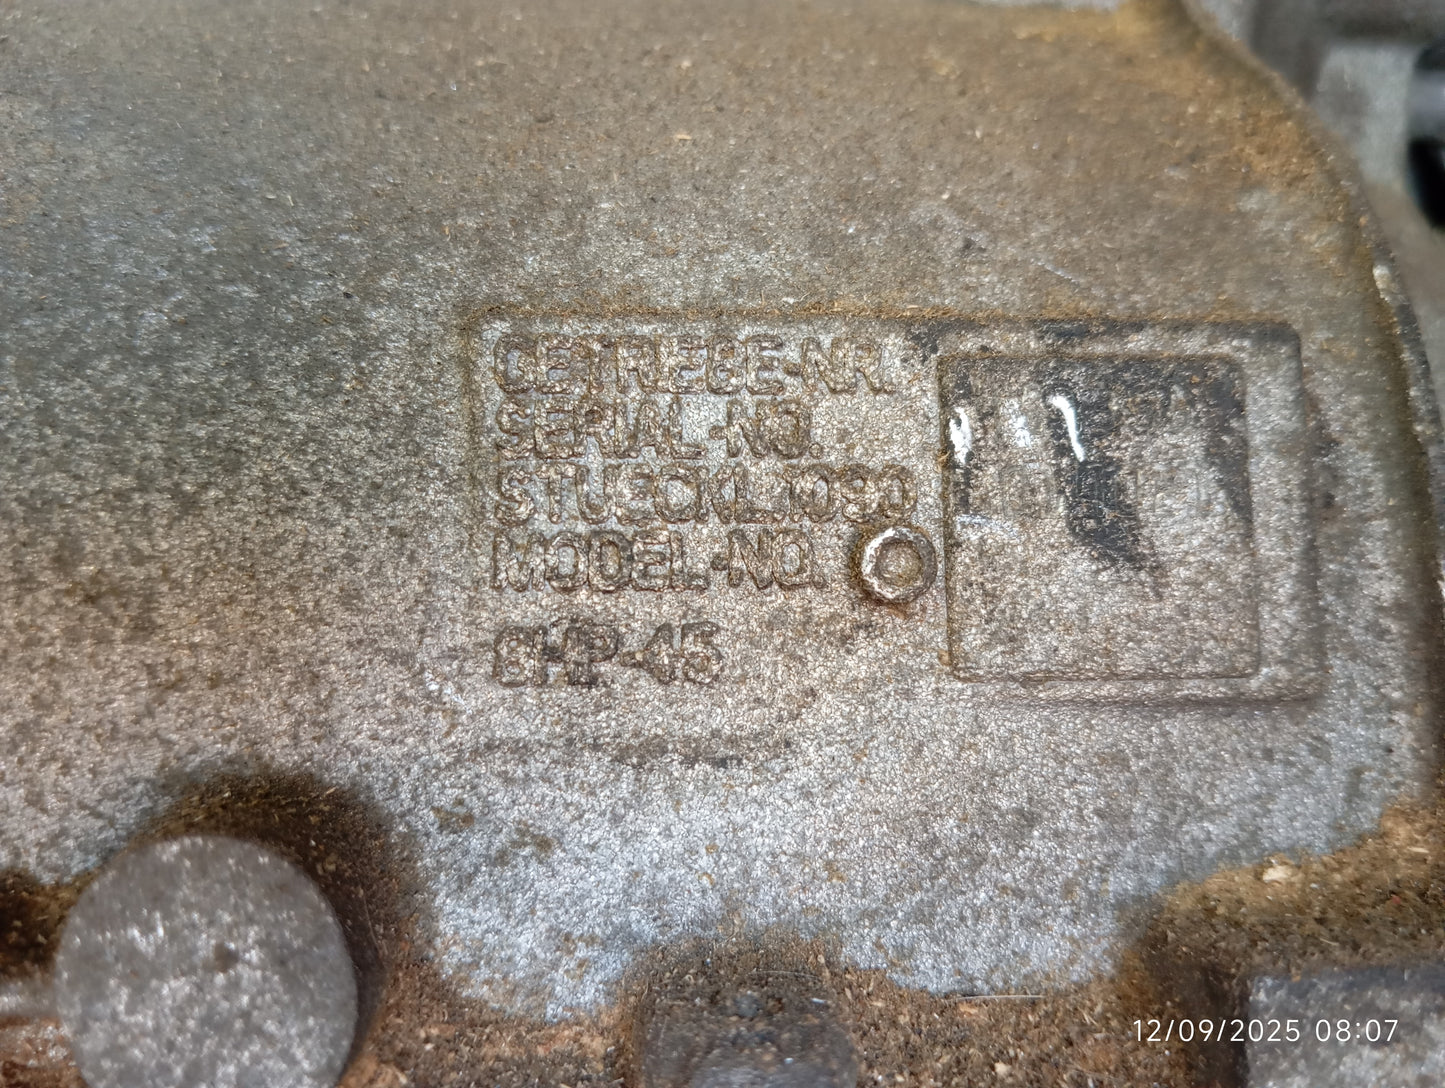 GETRIEBE-NR.
SERIAL-NO.
STUECKL.1090
MODEL-NO.
8HP-45
12/09/2025 08:07